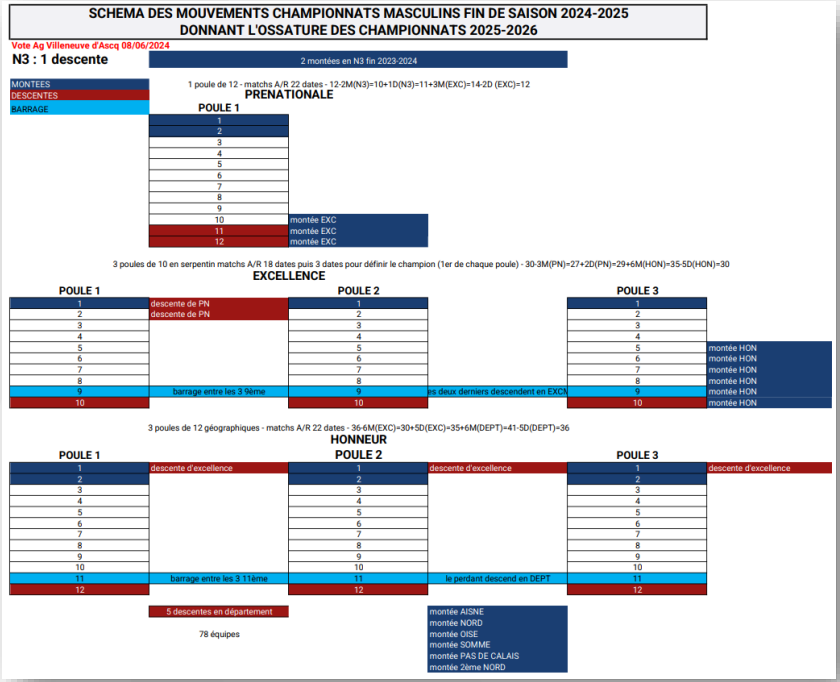 SCHEMA DES MOUVEMENTS CHAMPIONNATS MASCULINS FIN DE SAISON 2024-2025
DONNANT L'OSSATURE DES CHAMPIONNATS 2025-2026
Vote Ag Villeneuve d'Ascq 08/06/2024
N3 : 1 descente
2 montées en N3 fin 2023-2024
MONTEES
1 poule de 12 - matchs A/R 22 dates - 12-2M(N3)=10+1D(N3)=11+3M(EXC)=14-2D (EXC)=12
DESCENTES
PRENATIONALE
BARRAGE
POULE 1
1
2
3
4
5
6
7
8
9
10 montée EXC
11 montée EXC
12 montée EXC
3 poules de 10 en serpentin matchs A/R 18 dates puis 3 dates pour définir le champion (1er de chaque poule) - 30-3M(PN)=27+2D(PN)=29+6M(HON)=35-5D(HON)=30
EXCELLENCE
POULE 1 POULE 2 POULE 3
1 descente de PN 1 1
2 descente de PN 2 2
3 3 3
4 4 4
5 5 5 montée HON
6 6 6 montée HON
7 7 7 montée HON
8 8 8 montée HON
9 barrage entre les 3 9ème 9 es deux derniers descendent en EXCM 9 montée HON
10 10 10 montée HON
3 poules de 12 géographiques - matchs A/R 22 dates - 36-6M(EXC)=30+5D(EXC)=35+6M(DEPT)=41-5D(DEPT)=36
HONNEUR
POULE 1 POULE 2 POULE 3
1 descente d'excellence 1 descente d'excellence 1 descente d'excellence
2 2 2
3 3 3
4 4 4
5 5 5
6 6 6
7 7 7
8 8 8
9 9 9
10 10 10
11 barrage entre les 3 11ème 11 le perdant descend en DEPT 11
12 12 12
5 descentes en département montée AISNE
montée NORD
78 équipes montée OISE
montée SOMME
montée PAS DE CALAIS
montée 2ème NORD